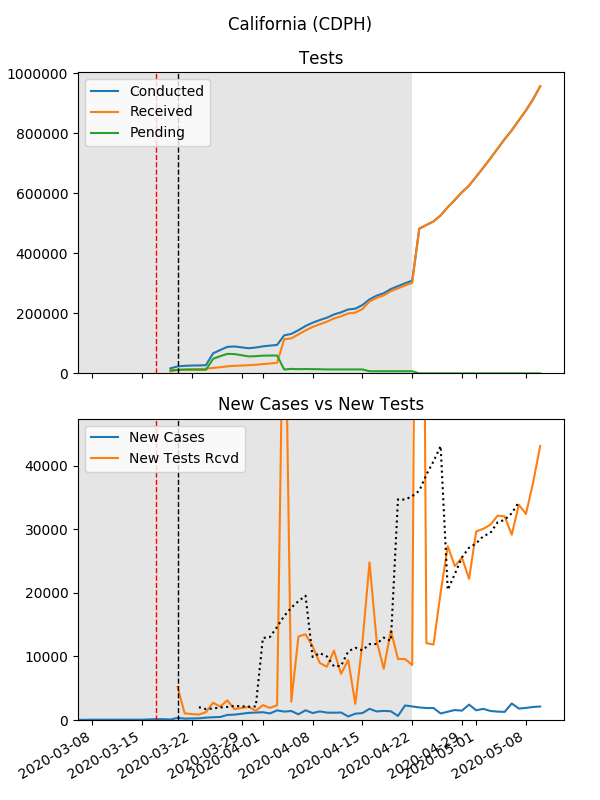 California (CDPH)
Tests
1000000
800000
600000
400000
200000
0
Conducted
Received
Pending
New Cases vs New Tests
40000
30000
20000
10000
0
New Cases
New Tests Rcvd
2020-03-08
2020-03-15
2020-03-22
2020-03-29
2020-04-01
2020-04-08
2020-04-15
2020-04-22
2020-04-29
2020-05-01
2020-05-08